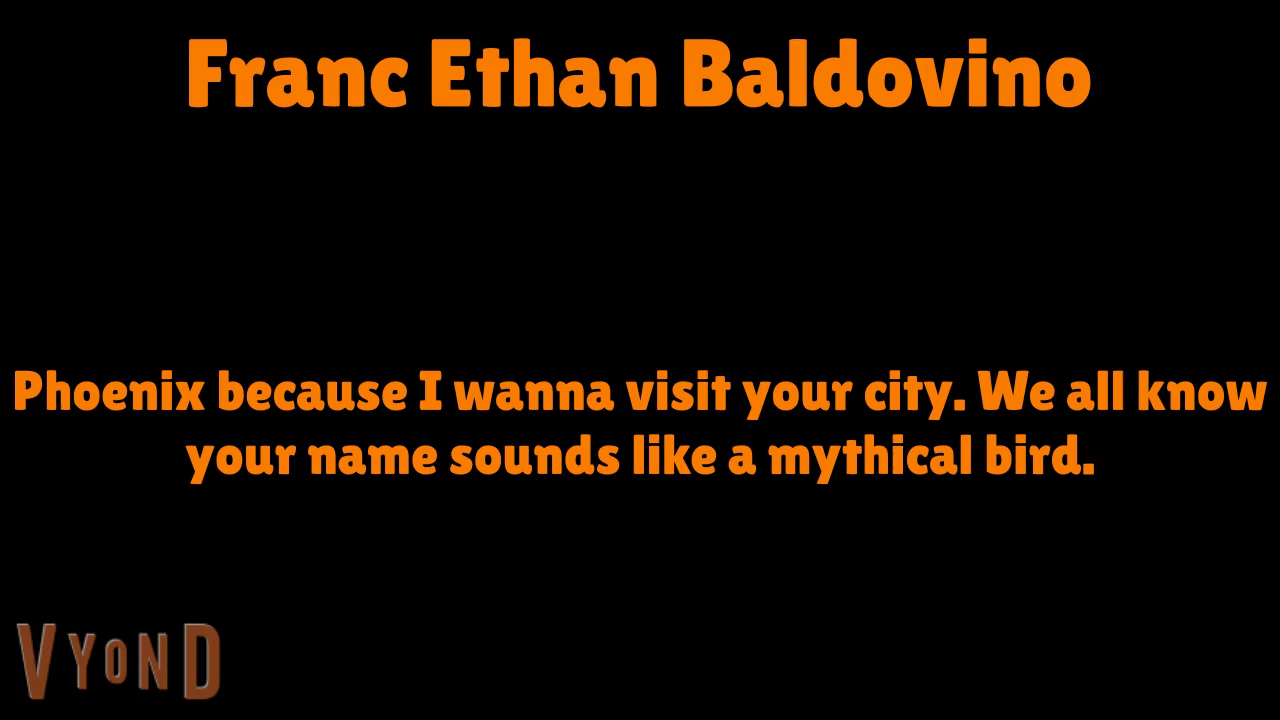 Franc Ethan Baldovino
Phoenix because I wanna visit your city. We all know
your name sounds like a mythical bird.
VYOND